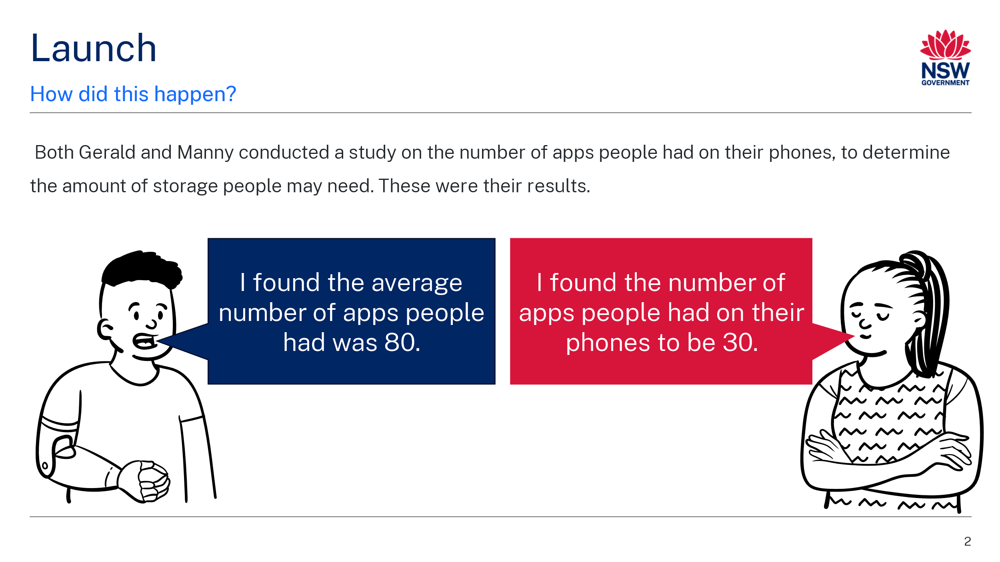 Launch
How did this happen?
NSW
GOVERNMENT
Both Gerald and Manny conducted a study on the number of apps people had on their phones, to determine
the amount of storage people may need. These were their results.
I found the average
number of apps people
had was 80.
I found the number of
apps people had on their
phones to be 30.
2